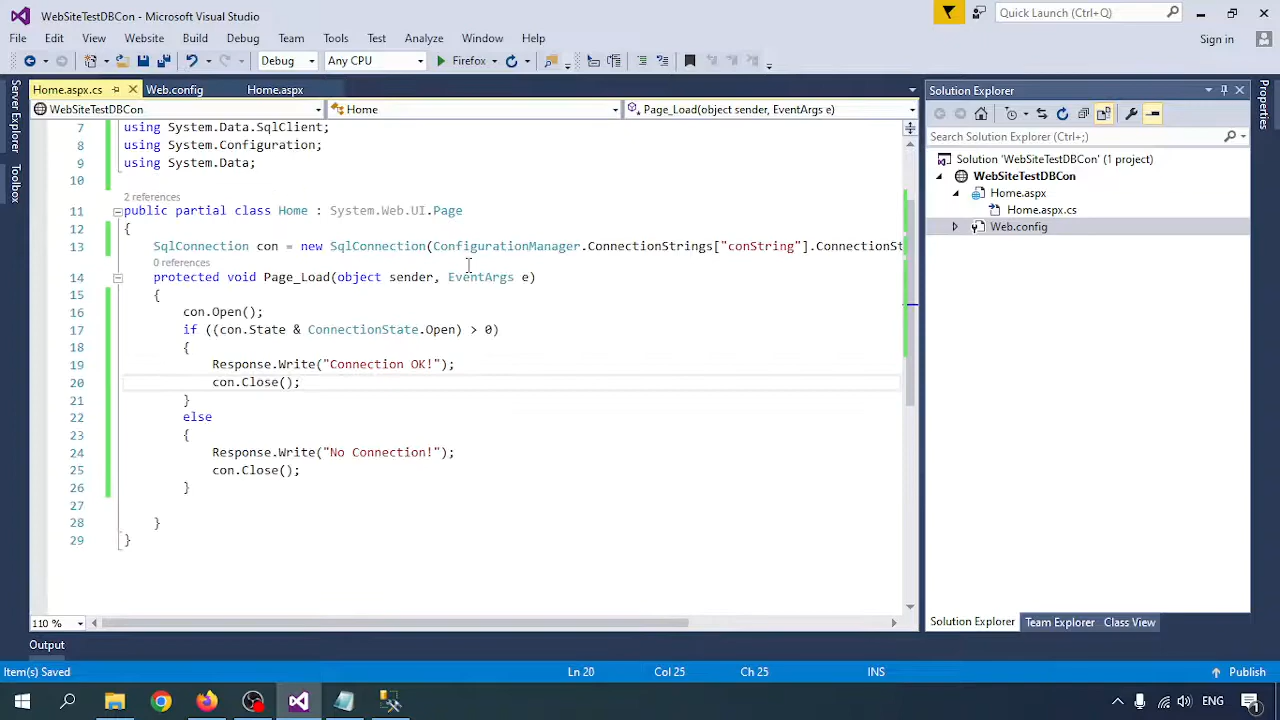 WebSiteTestDBCon - Microsoft Visual Studio
Quick Launch (Ctrl+Q)
File Edit View Website Build Debug Team Tools Test Analyze Window Help
Sign in
Debug Any CPU Firefox
Home.aspx.cs Web.config Home.aspx
WebSiteTestDBCon Home Page_Load(object sender, EventArgs e)
Server Explorer
Toolbox
7 using System.Data.SqlClient;
8 using System.Configuration;
9 using System.Data;
10
2 references
11 public partial class Home : System.Web.UI.Page
12 {
13 SqlConnection con = new SqlConnection(ConfigurationManager.ConnectionStrings["conString"].ConnectionSt
0 references
14 protected void Page_Load(object sender, EventArgs e)
15 {
16 con.Open();
17 if ((con.State & ConnectionState.Open) > 0)
18 {
19 Response.Write("Connection OK!");
20 con.Close();
21 }
22 else
23 {
24 Response.Write("No Connection!");
25 con.Close();
26 }
27
28 }
29 }
110 %
Solution Explorer
Search Solution Explorer (Ctrl+;)
Solution 'WebSiteTestDBCon' (1 project)
WebSiteTestDBCon
Home.aspx
Home.aspx.cs
Web.config
Properties
Solution Explorer Team Explorer Class View
Output
Item(s) Saved Ln 20 Col 25 Ch 25 INS Publish
ENG
1